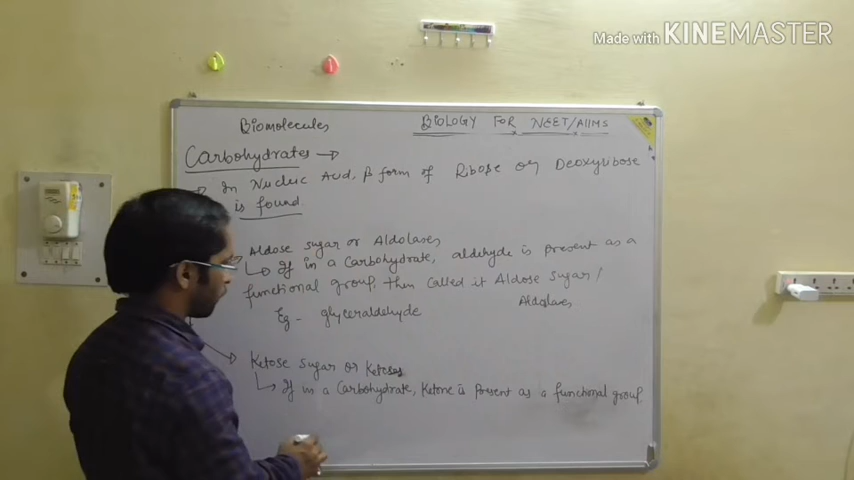 Made with KINEMASTER
Biomolecules
BIOLOGY FOR NEET/AIIMS
Carbohydrates →
In Nucleic Acid, β form of Ribose or Deoxyribose
is found.
Aldose sugar or Aldolases
If in a Carbohydrate, aldehyde is present as a
functional group, then called it Aldose sugar /
Aldolases
Eg - glyceraldehyde
Ketose sugar or Ketoses
If in a Carbohydrate, Ketone is Present as a functional group.